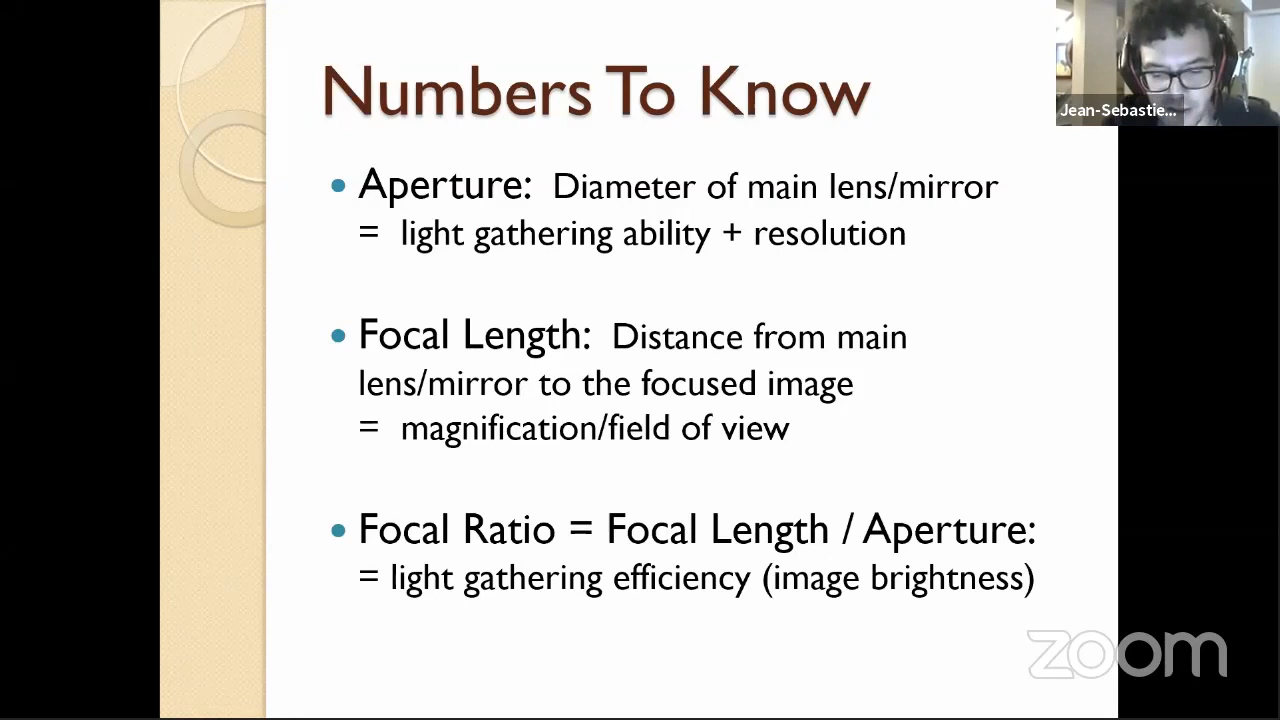 Numbers To Know
Jean-Sebastie...
• Aperture: Diameter of main lens/mirror
= light gathering ability + resolution
• Focal Length: Distance from main
lens/mirror to the focused image
= magnification/field of view
• Focal Ratio = Focal Length / Aperture:
= light gathering efficiency (image brightness)
zoom